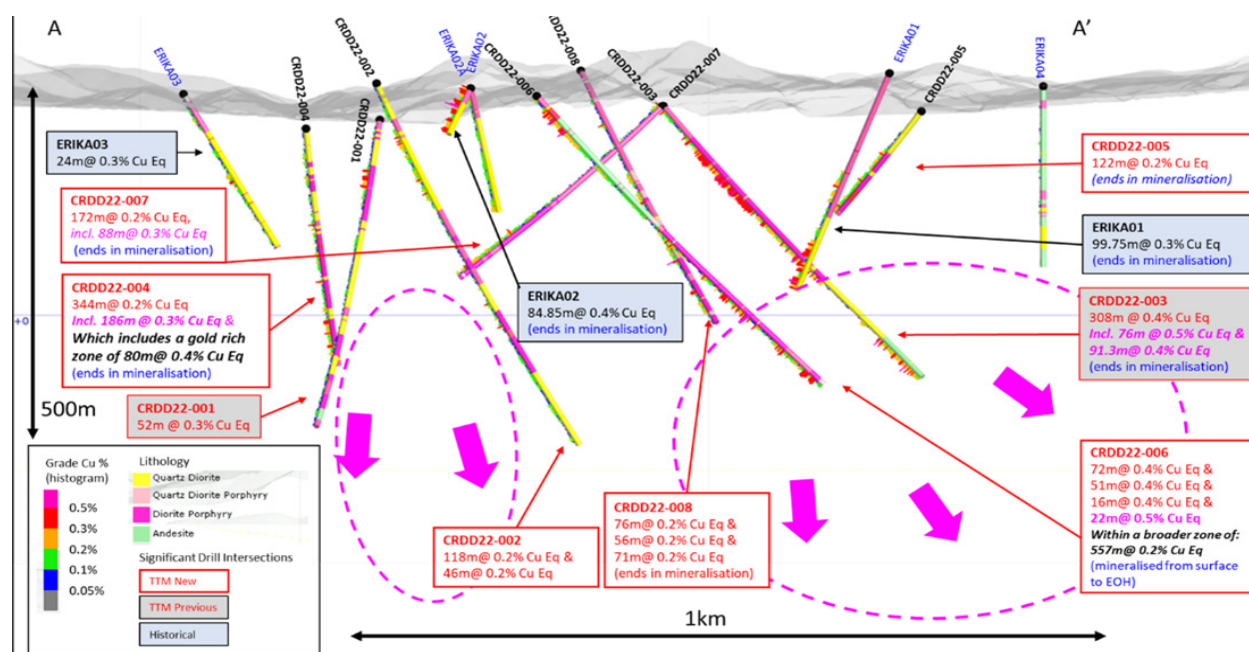 A
A'
ERIKA03
CRDD22-004
CRDD22-002
CRDD22-001
ERIKA02A
ERIKA02
CRDD22-006
CRDD22-008
CRDD22-003
CRDD22-007
ERIKA01
CRDD22-005
ERIKA04
ERIKA03
24m@ 0.3% Cu Eq
CRDD22-007
172m@ 0.2% Cu Eq,
incl. 88m@ 0.3% Cu Eq
(ends in mineralisation)
CRDD22-004
344m@ 0.2% Cu Eq
Incl. 186m @ 0.3% Cu Eq &
Which includes a gold rich
zone of 80m@ 0.4% Cu Eq
(ends in mineralisation)
CRDD22-001
52m @ 0.3% Cu Eq
ERIKA02
84.85m@ 0.4% Cu Eq
(ends in mineralisation)
CRDD22-005
122m@ 0.2% Cu Eq
(ends in mineralisation)
ERIKA01
99.75m@ 0.3% Cu Eq
(ends in mineralisation)
CRDD22-003
308m@ 0.4% Cu Eq
Incl. 76m @ 0.5% Cu Eq &
91.3m@ 0.4% Cu Eq
(ends in mineralisation)
+0
500m
CRDD22-002
118m@ 0.2% Cu Eq &
46m@ 0.2% Cu Eq
CRDD22-008
76m@ 0.2% Cu Eq &
56m@ 0.2% Cu Eq &
71m@ 0.2% Cu Eq
(ends in mineralisation)
CRDD22-006
72m@ 0.4% Cu Eq &
51m@ 0.4% Cu Eq &
16m@ 0.4% Cu Eq &
22m@ 0.5% Cu Eq
Within a broader zone of:
557m@ 0.2% Cu Eq
(mineralised from surface
to EOH)
1km
Grade Cu %
(histogram)
0.5%
0.3%
0.2%
0.1%
0.05%
Lithology
Quartz Diorite
Quartz Diorite Porphyry
Diorite Porphyry
Andesite
Significant Drill Intersections
TTM New
TTM Previous
Historical